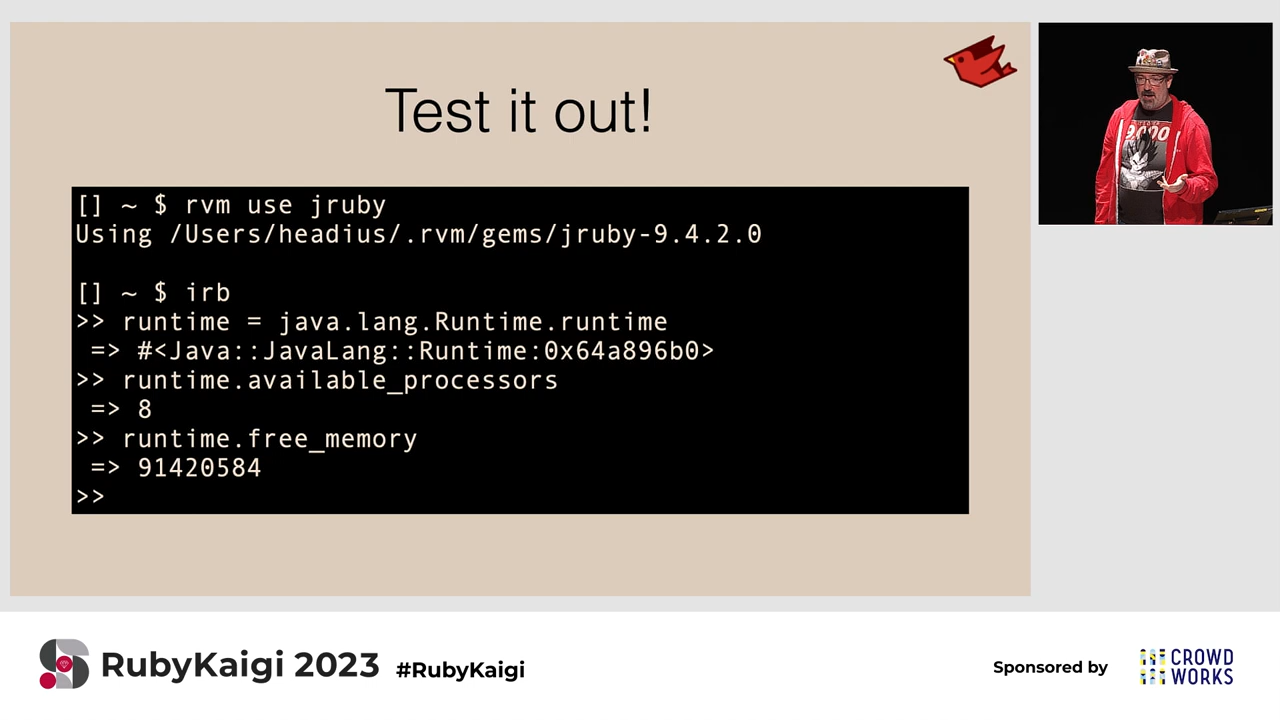 Test it out!
[] ~ $ rvm use jruby
Using /Users/headius/.rvm/gems/jruby-9.4.2.0
[] ~ $ irb
>> runtime = java.lang.Runtime.runtime
=> #<Java::JavaLang::Runtime:0x64a896b0>
>> runtime.available_processors
=> 8
>> runtime.free_memory
=> 91420584
>>
9000
RubyKaigi 2023 #RubyKaigi
Sponsored by
CROWD
WORKS